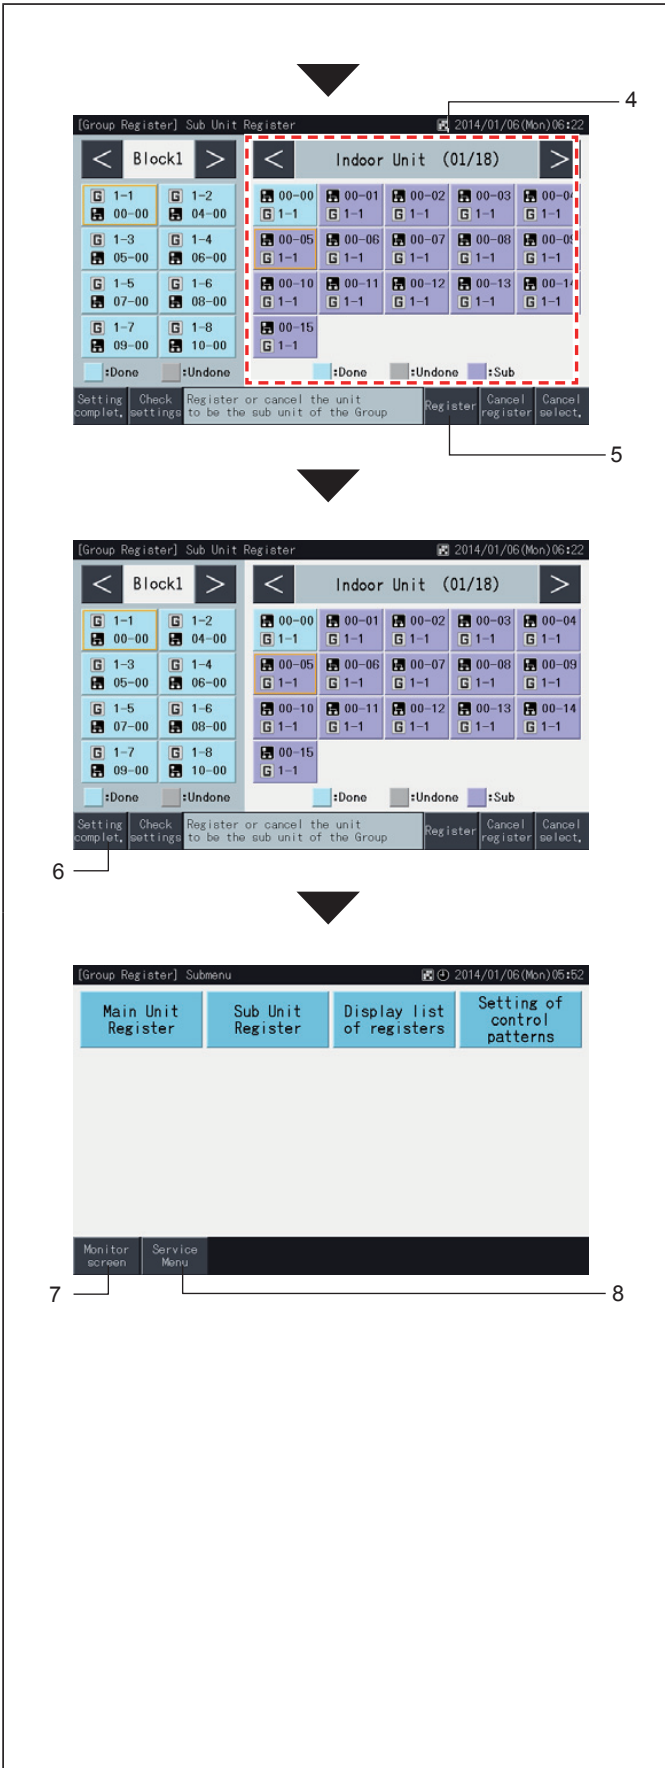 4
[Group Register] Sub Unit Register 2014/01/06(Mon)06:22
< Block1 > < Indoor Unit (01/18) >
G 1-1 G 1-2 00-00 00-01 00-02 00-03
00-00 04-00 G 1-1 G 1-1 G 1-1 G 1-1 G 1-1
G 1-3 G 1-4 00-05 00-06 00-07 00-08
05-00 06-00 G 1-1 G 1-1 G 1-1 G 1-1 G 1-1
G 1-5 G 1-6 00-10 00-11 00-12 00-13
07-00 08-00 G 1-1 G 1-1 G 1-1 G 1-1 G 1-1
G 1-7 G 1-8 00-15
09-00 10-00 G 1-1
:Done :Undone :Done :Undone :Sub
Setting Check Register or cancel the unit Register Cancel Cancel
complet. settings to be the sub unit of the Group register select.
5
[Group Register] Sub Unit Register 2014/01/06(Mon)06:22
< Block1 > < Indoor Unit (01/18) >
G 1-1 G 1-2 00-00 00-01 00-02 00-03 00-04
00-00 04-00 G 1-1 G 1-1 G 1-1 G 1-1 G 1-1
G 1-3 G 1-4 00-05 00-06 00-07 00-08 00-09
05-00 06-00 G 1-1 G 1-1 G 1-1 G 1-1 G 1-1
G 1-5 G 1-6 00-10 00-11 00-12 00-13 00-14
07-00 08-00 G 1-1 G 1-1 G 1-1 G 1-1 G 1-1
G 1-7 G 1-8 00-15
09-00 10-00 G 1-1
:Done :Undone :Done :Undone :Sub
Setting Check Register or cancel the unit Register Cancel Cancel
complet. settings to be the sub unit of the Group register select.
6
[Group Register] Submenu 2014/01/06(Mon)05:52
Main Unit Sub Unit Display list Setting of
Register Register of registers control
patterns
Monitor Service
screen Menu
7 8